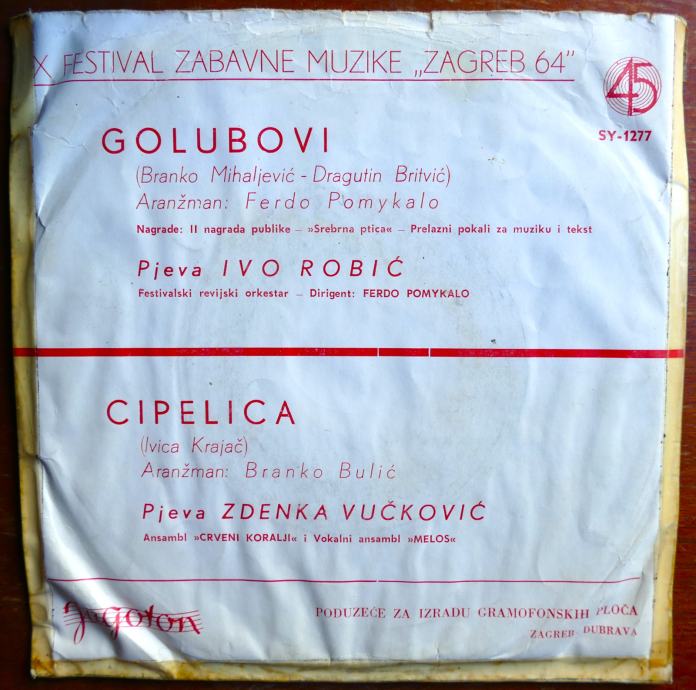 X FESTIVAL ZABAVNE MUZIKE „ZAGREB 64"
45
SY-1277
GOLUBOVI
(Branko Mihaljević - Dragutin Britvić)
Aranžman: Ferdo Pomykalo
Nagrade: II nagrada publike — »Srebrna ptica« — Prelazni pokali za muziku i tekst
Pjeva IVO ROBIĆ
Festivalski revijski orkestar — Dirigent: FERDO POMYKALO
CIPELICA
(Ivica Krajač)
Aranžman: Branko Bulić
Pjeva ZDENKA VUČKOVIĆ
Ansambl »CRVENI KORALJI« i Vokalni ansambl »MELOS«
Jugoton
PODUZEĆE ZA IZRADU GRAMOFONSKIH PLOČA
ZAGREB DUBRAVA